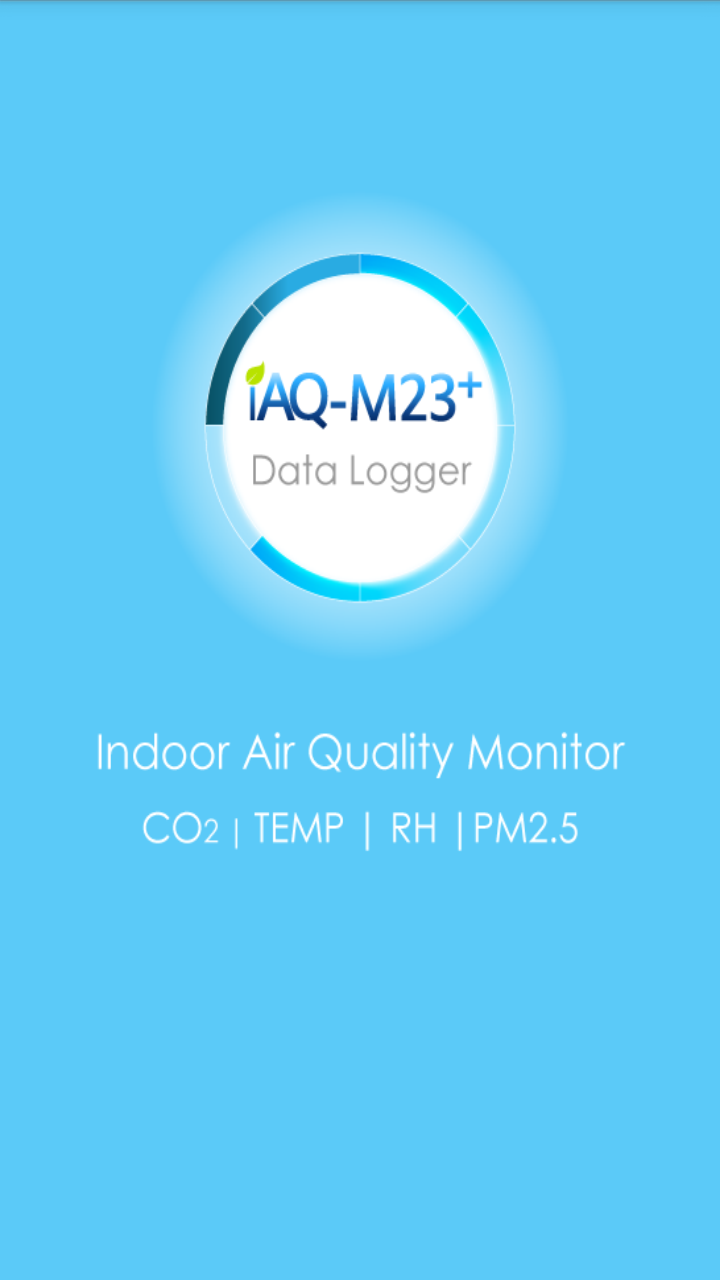 iAQ-M23+
Data Logger
Indoor Air Quality Monitor
CO2 | TEMP | RH | PM2.5